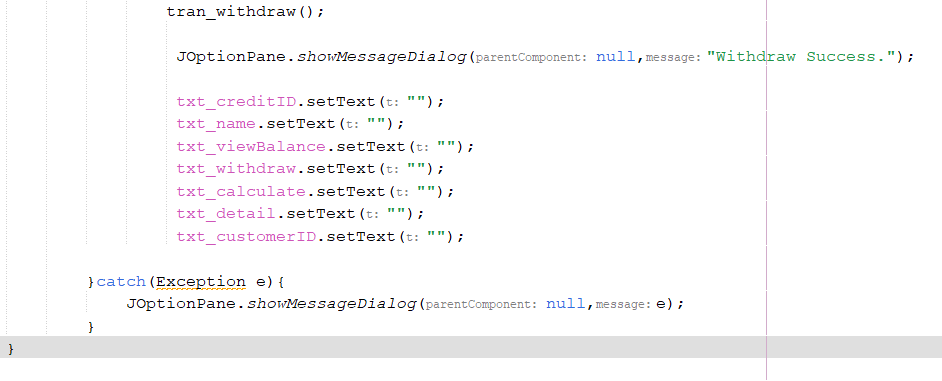 tran_withdraw();
JOptionPane.showMessageDialog(parentComponent: null,message: "Withdraw Success.");
txt_creditID.setText(t: "");
txt_name.setText(t: "");
txt_viewBalance.setText(t: "");
txt_withdraw.setText(t: "");
txt_calculate.setText(t: "");
txt_detail.setText(t: "");
txt_customerID.setText(t: "");
}catch(Exception e){
JOptionPane.showMessageDialog(parentComponent: null,message: e);
}
}